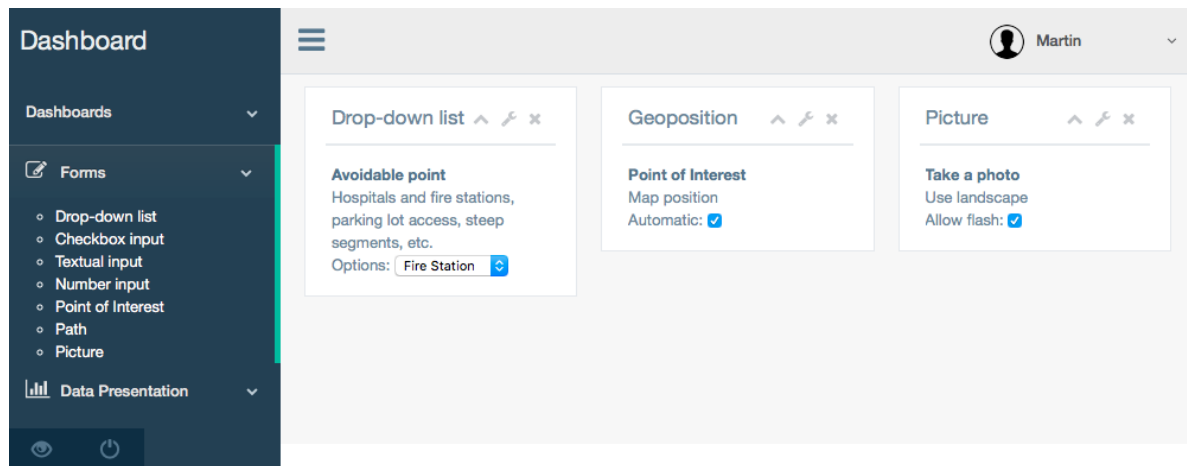 Dashboard
Martin
Dashboards
Forms
Drop-down list
Checkbox input
Textual input
Number input
Point of Interest
Path
Picture
Data Presentation
Drop-down list
Avoidable point
Hospitals and fire stations,
parking lot access, steep
segments, etc.
Options: Fire Station
Geoposition
Point of Interest
Map position
Automatic:
Picture
Take a photo
Use landscape
Allow flash: